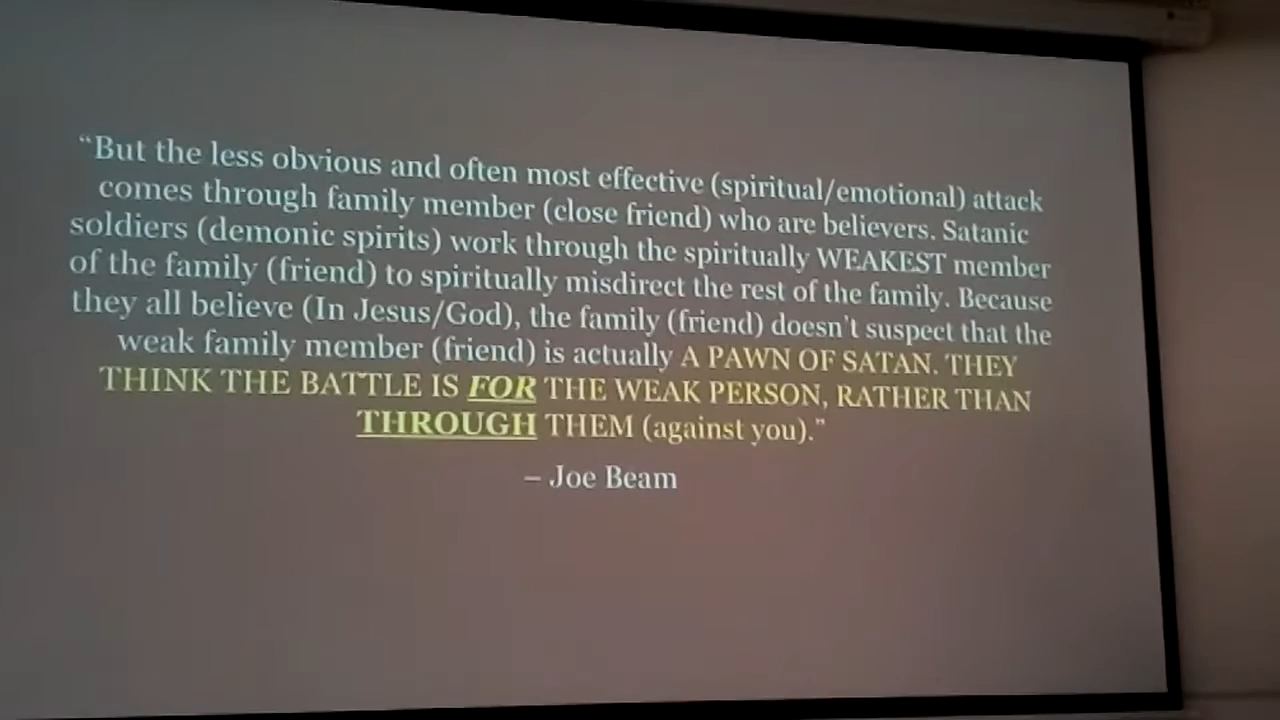 “But the less obvious and often most effective (spiritual/emotional) attack
comes through family member (close friend) who are believers. Satanic
soldiers (demonic spirits) work through the spiritually WEAKEST member
of the family (friend) to spiritually misdirect the rest of the family. Because
they all believe (In Jesus/God), the family (friend) doesn’t suspect that the
weak family member (friend) is actually A PAWN OF SATAN. THEY
THINK THE BATTLE IS FOR THE WEAK PERSON, RATHER THAN
THROUGH THEM (against you).”
– Joe Beam